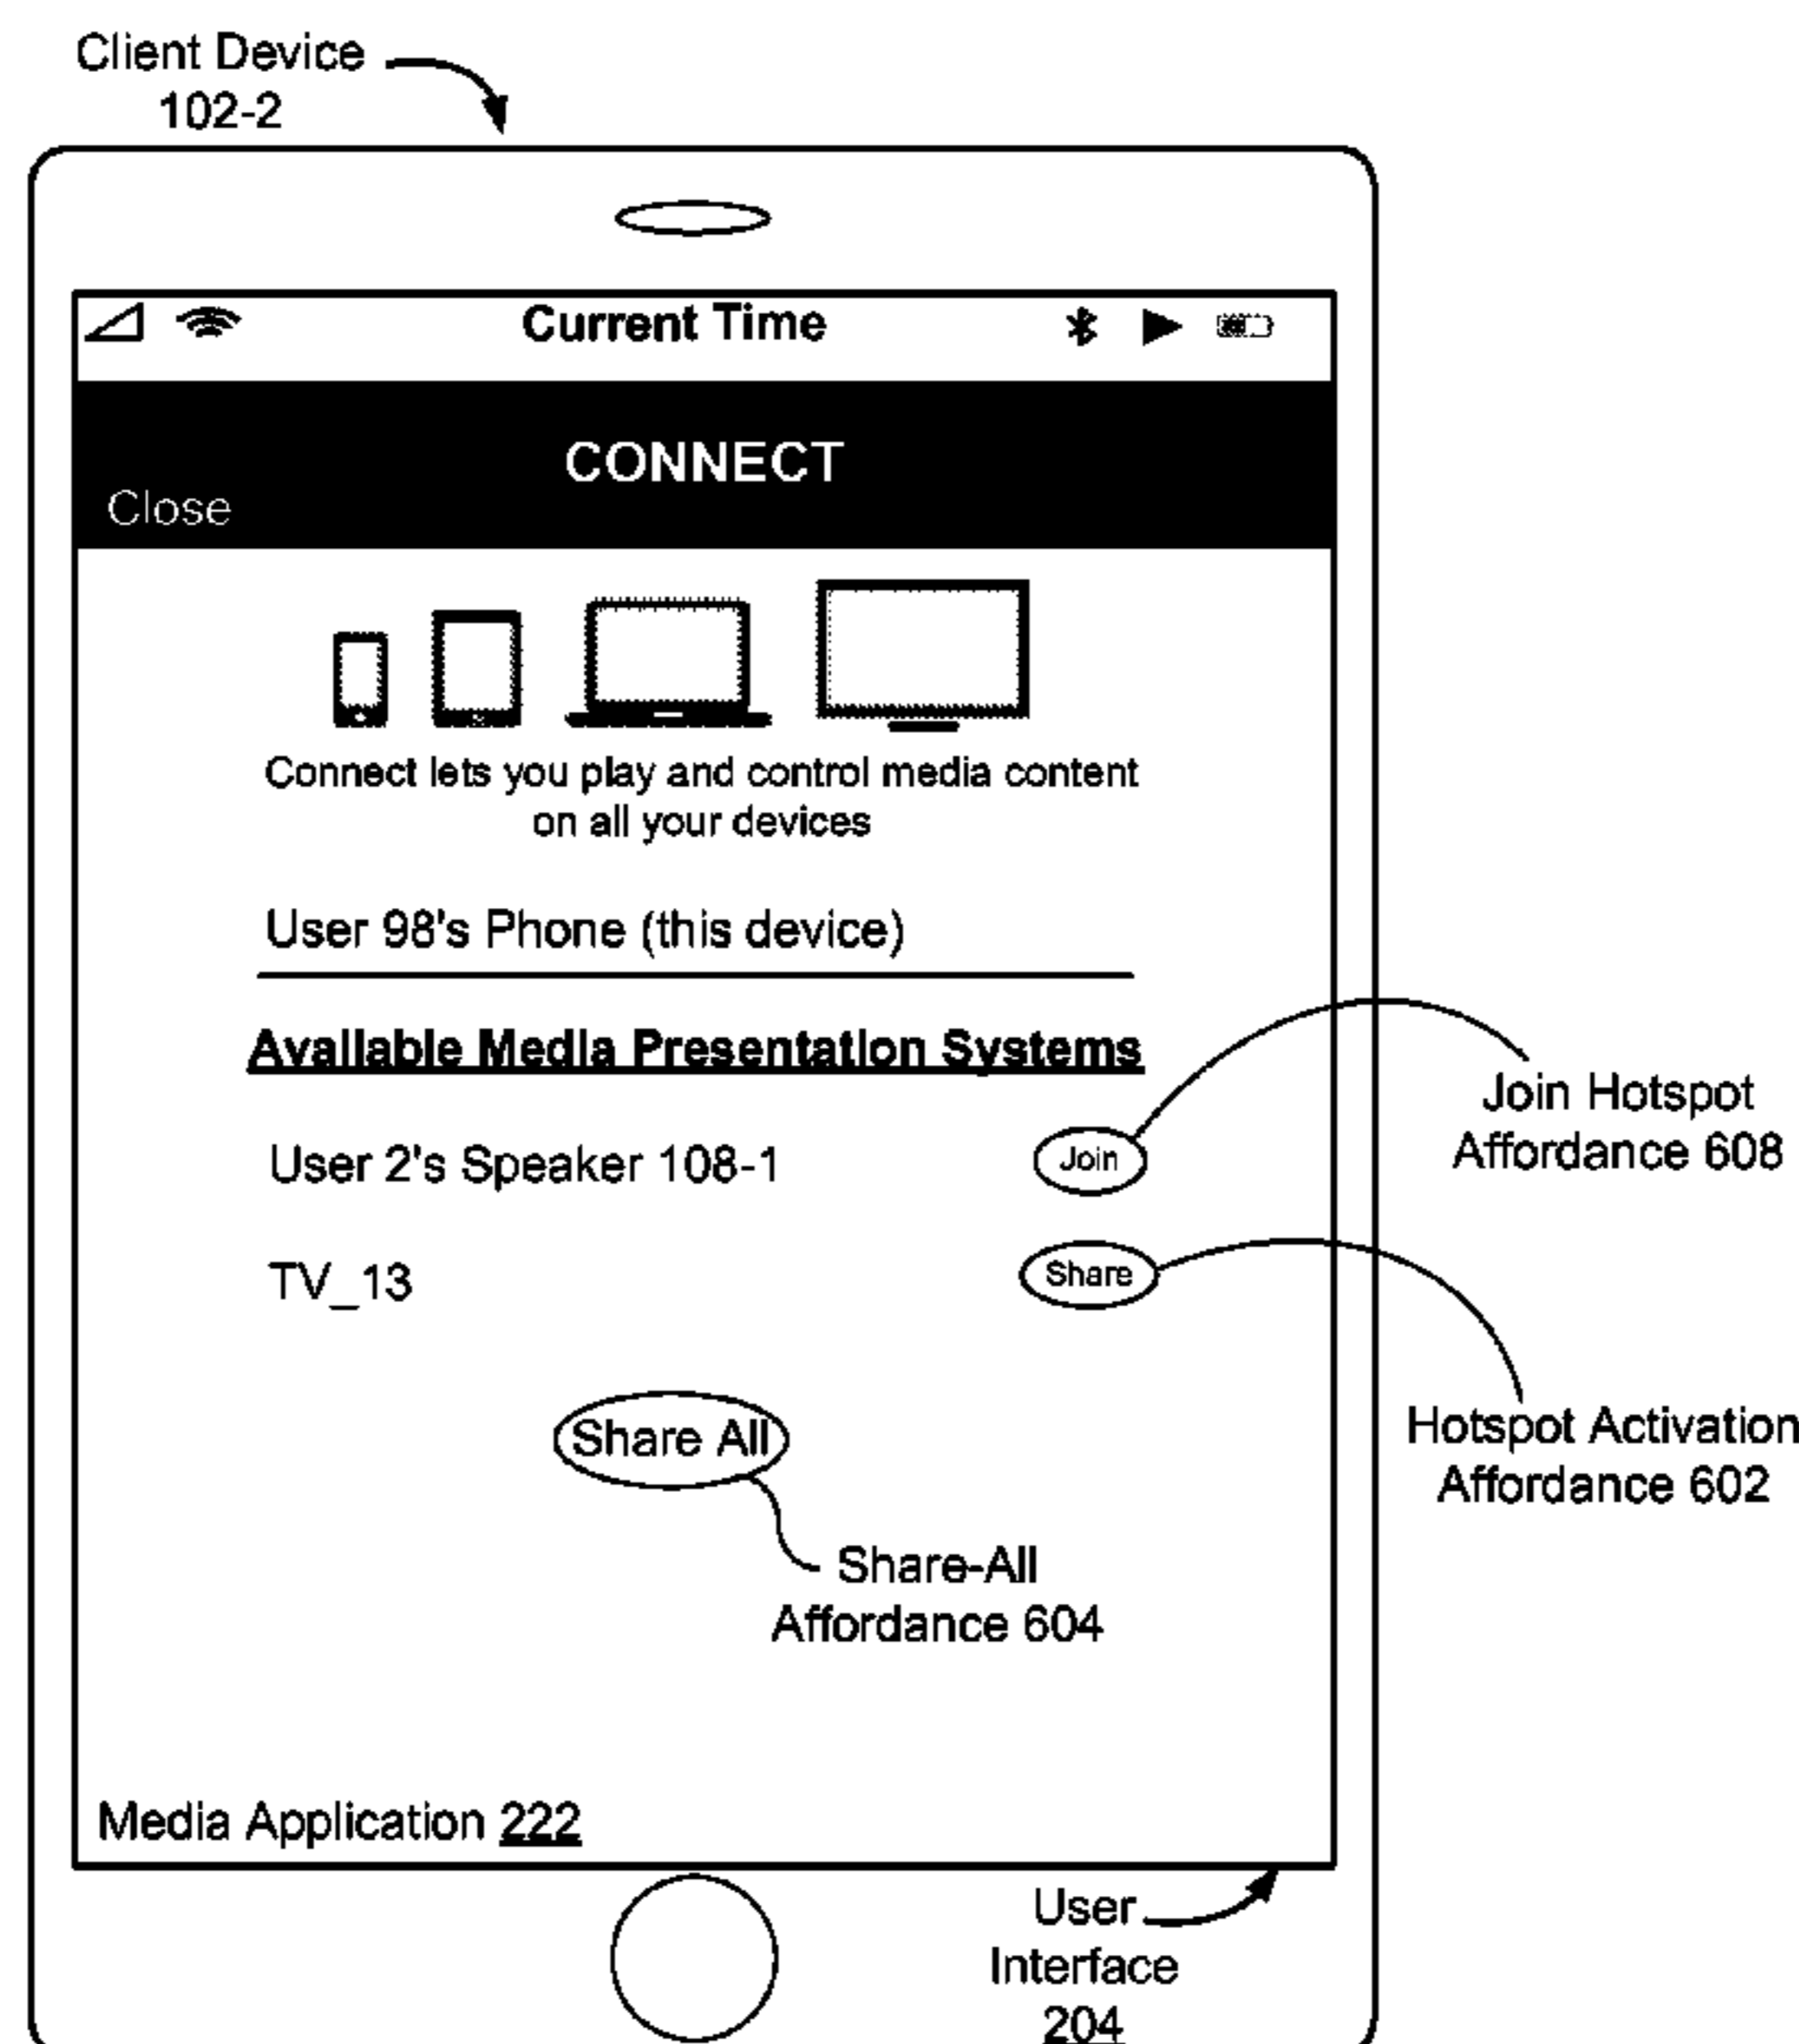 Client Device
102-2
Current Time
CONNECT
Close
Connect lets you play and control media content
on all your devices
User 98's Phone (this device)
Available Media Presentation Systems
User 2's Speaker 108-1
Join
Join Hotspot
Affordance 608
TV_13
Share
Hotspot Activation
Affordance 602
Share All
Share-All
Affordance 604
Media Application 222
User
Interface
204